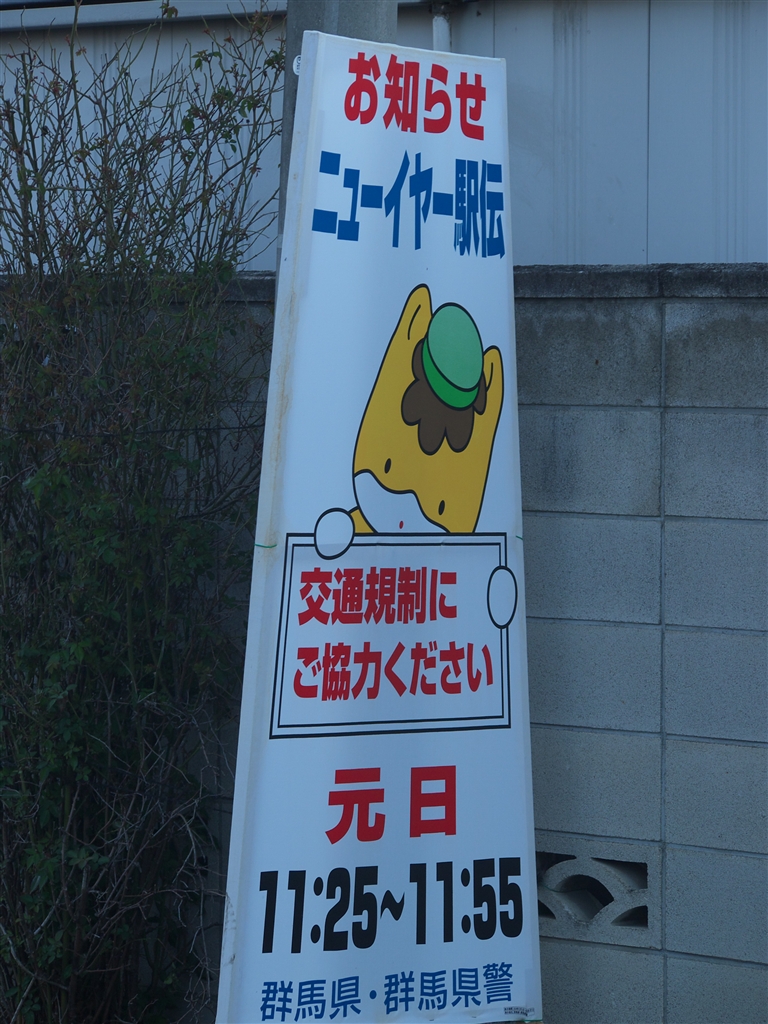 お知らせ
ニューイヤー駅伝
交通規制に
ご協力ください
元日
11:25~11:55
群馬県・群馬県警